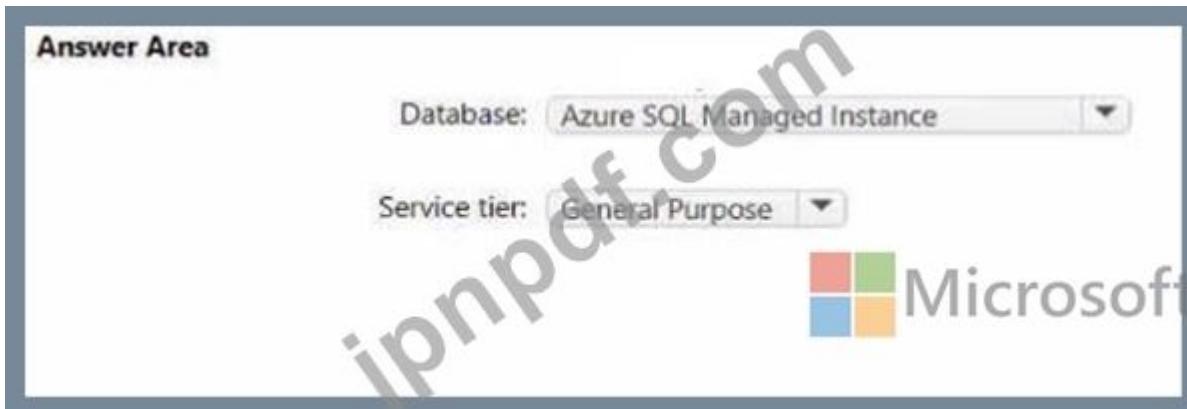 Answer Area
Database: Azure SQL Managed Instance
Service tier: General Purpose
Microsoft
ipnpdf.com